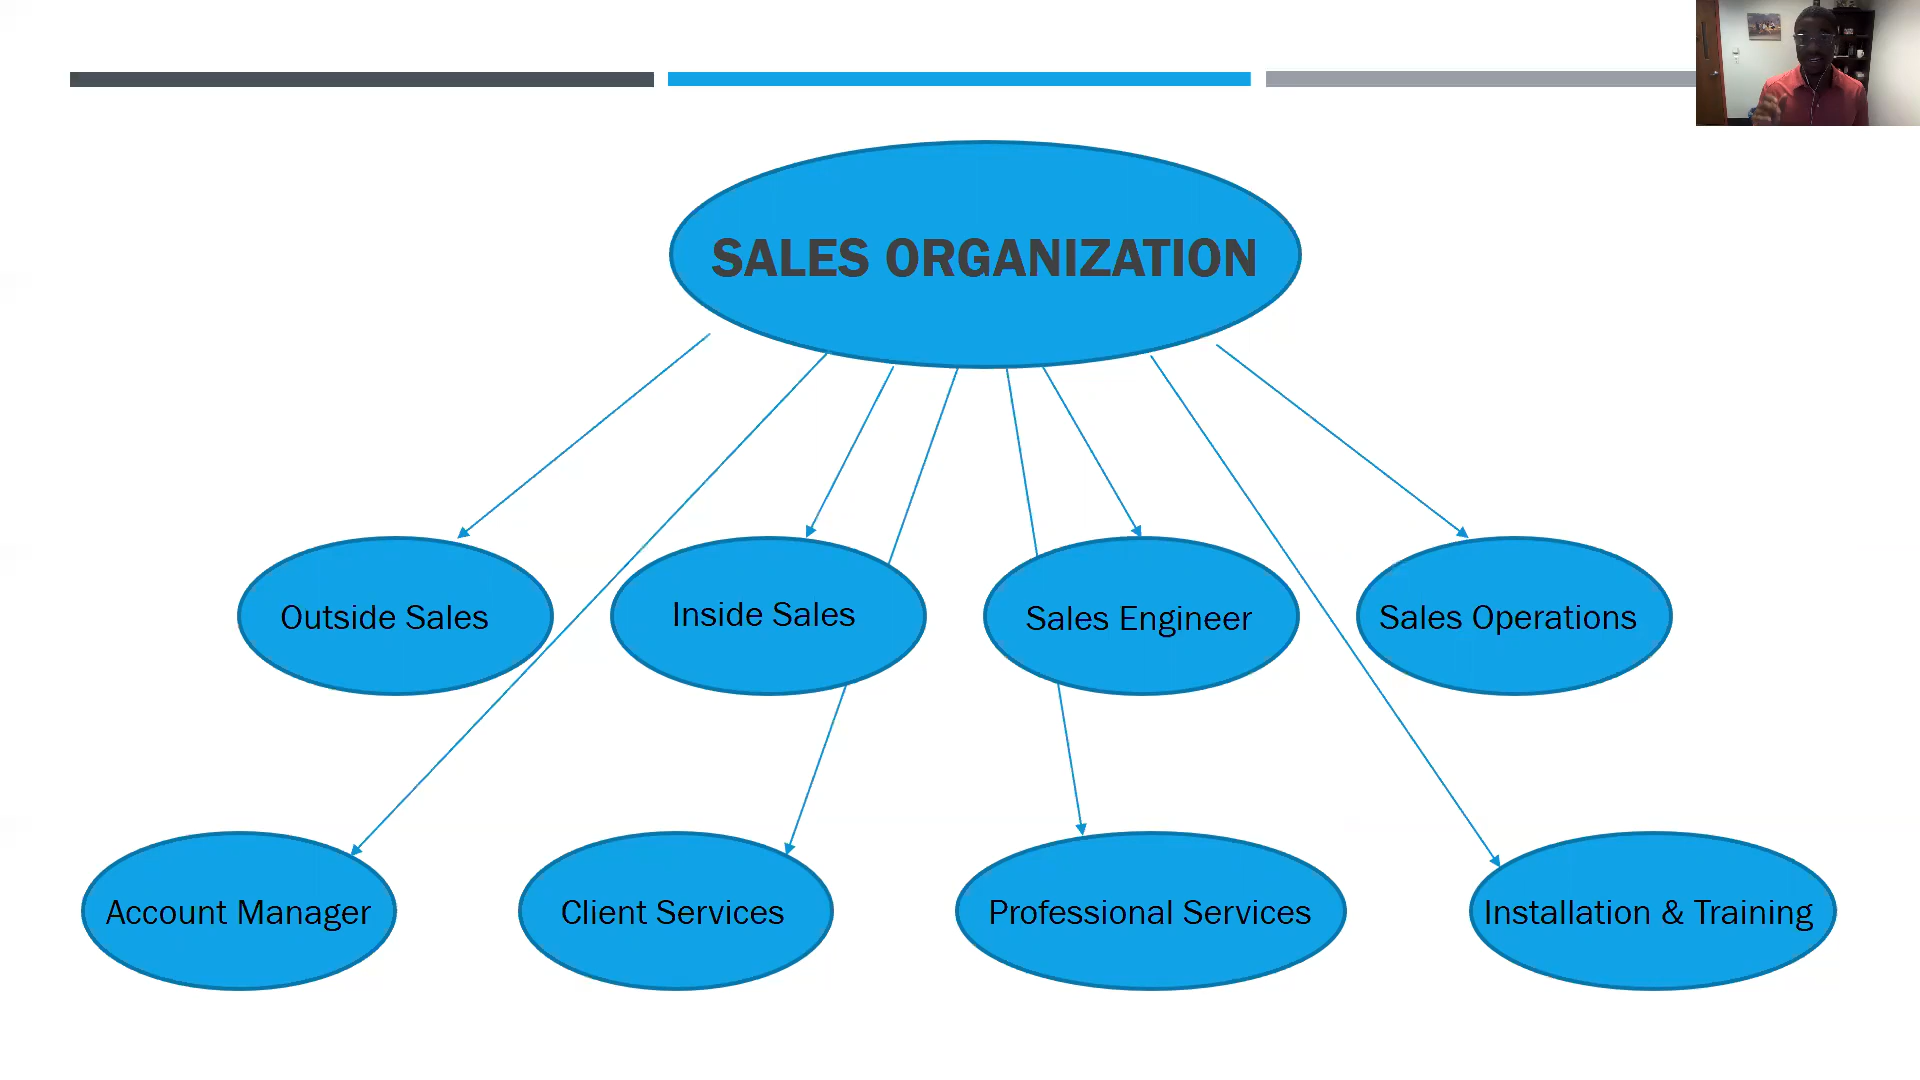 SALES ORGANIZATION
Outside Sales
Inside Sales
Sales Engineer
Sales Operations
Account Manager
Client Services
Professional Services
Installation & Training